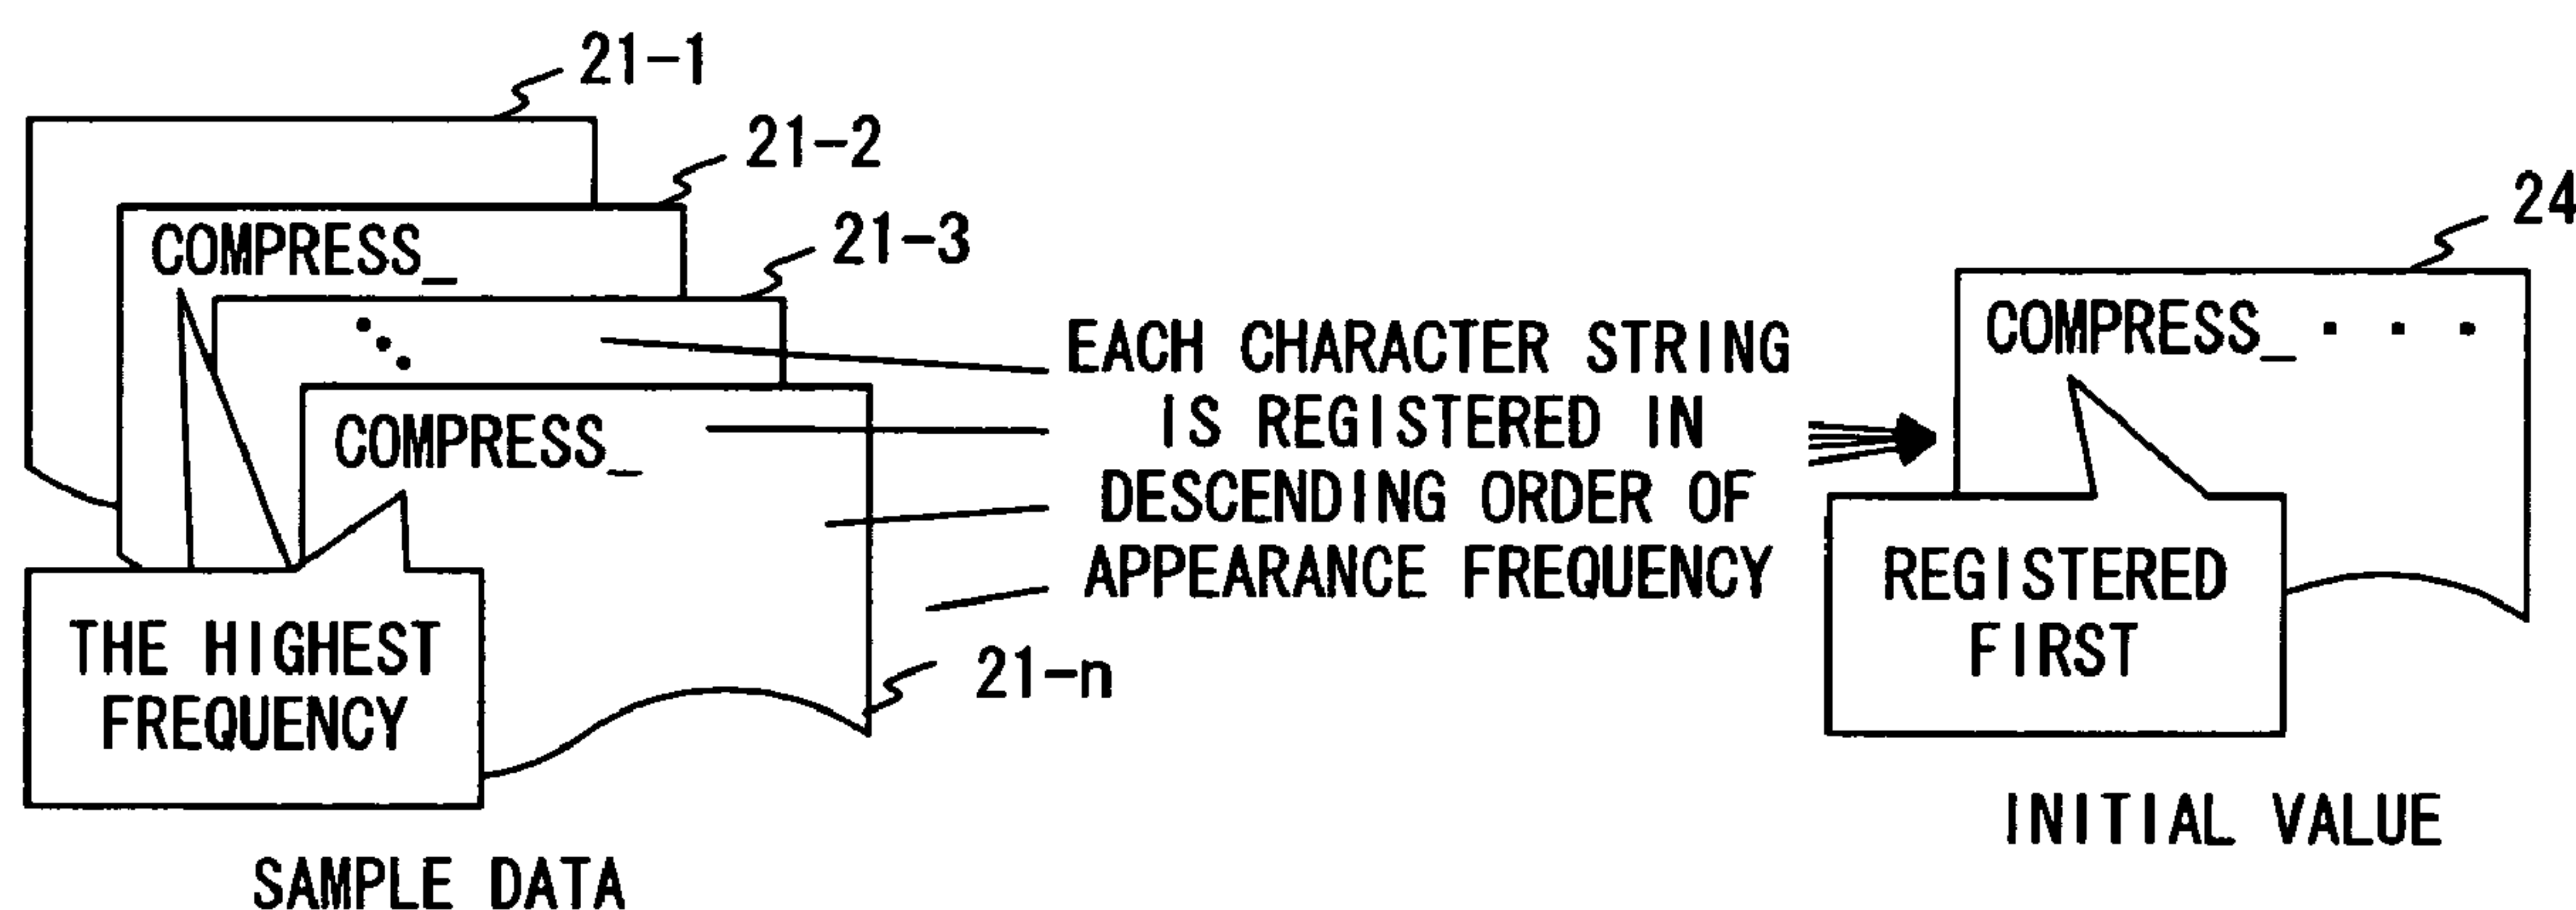 21-1
21-2
COMPRESS_
21-3
COMPRESS_
THE HIGHEST
FREQUENCY
21-n
SAMPLE DATA
EACH CHARACTER STRING
IS REGISTERED IN
DESCENDING ORDER OF
APPEARANCE FREQUENCY
24
COMPRESS_ · · ·
REGISTERED
FIRST
INITIAL VALUE